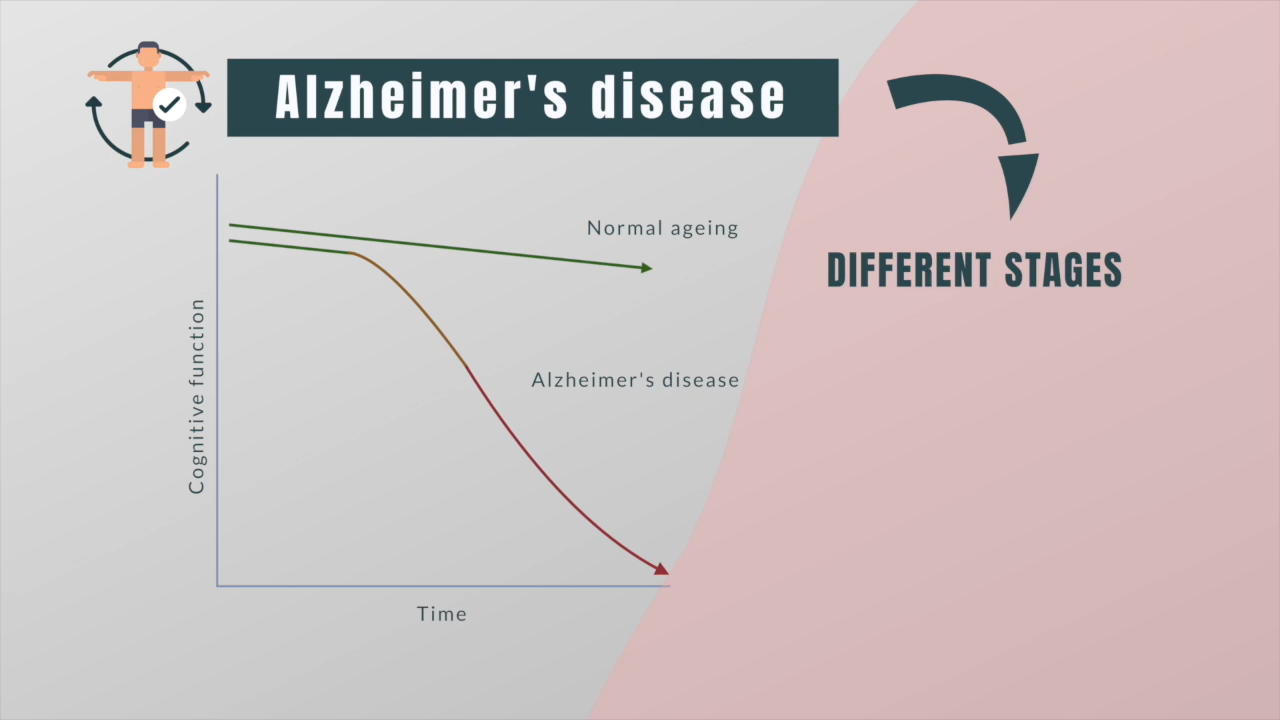 Alzheimer's disease
DIFFERENT STAGES
Normal ageing
Alzheimer's disease
Cognitive function
Time